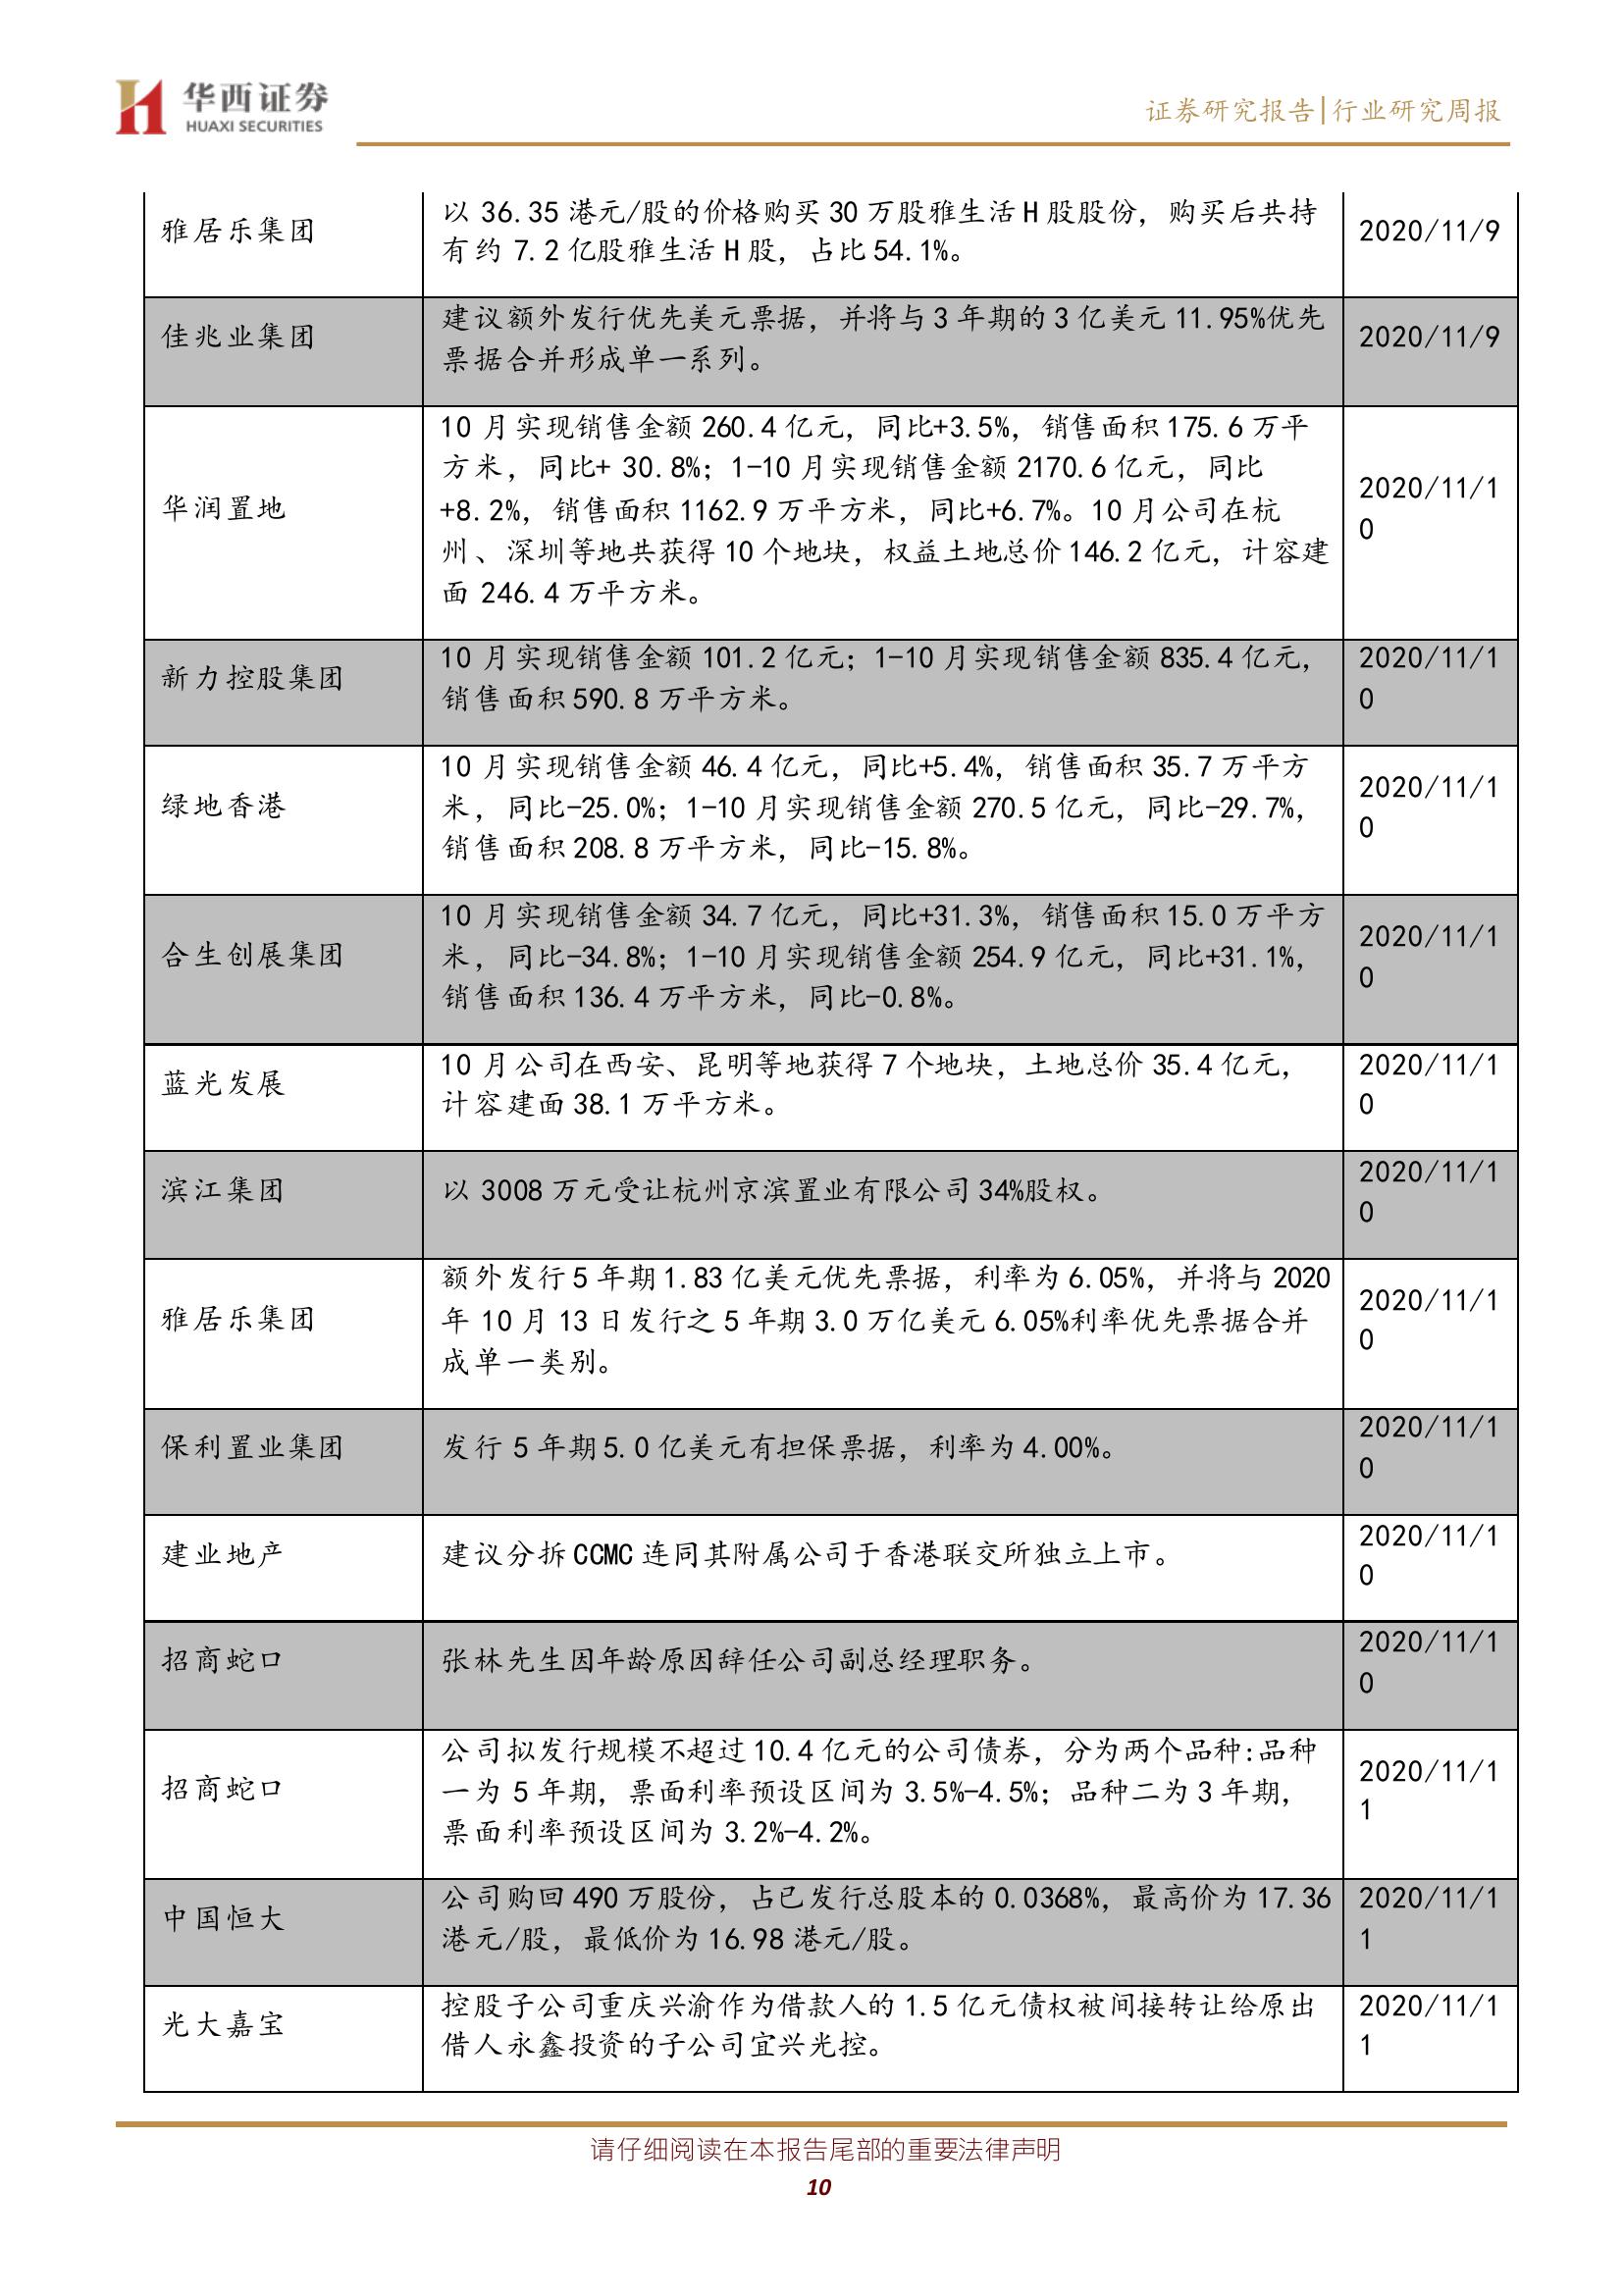 华西证券
HUAXI SECURITIES
证券研究报告|行业研究周报
雅居乐集团
以 36.35 港元/股的价格购买 30 万股雅生活 H 股股份，购买后共持
有约 7.2 亿股雅生活 H 股，占比 54.1%。
2020/11/9
佳兆业集团
建议额外发行优先美元票据，并将与 3 年期的 3 亿美元 11.95%优先
票据合并形成单一系列。
2020/11/9
华润置地
10 月实现销售金额 260.4 亿元，同比+3.5%，销售面积 175.6 万平
方米，同比+ 30.8%；1-10 月实现销售金额 2170.6 亿元，同比
+8.2%，销售面积 1162.9 万平方米，同比+6.7%。10 月公司在杭
州、深圳等地共获得 10 个地块，权益土地总价 146.2 亿元，计容建
面 246.4 万平方米。
2020/11/1
0
新力控股集团
10 月实现销售金额 101.2 亿元；1-10 月实现销售金额 835.4 亿元，
销售面积 590.8 万平方米。
2020/11/1
0
绿地香港
10 月实现销售金额 46.4 亿元，同比+5.4%，销售面积 35.7 万平方
米，同比-25.0%；1-10 月实现销售金额 270.5 亿元，同比-29.7%，
销售面积 208.8 万平方米，同比-15.8%。
2020/11/1
0
合生创展集团
10 月实现销售金额 34.7 亿元，同比+31.3%，销售面积 15.0 万平方
米，同比-34.8%；1-10 月实现销售金额 254.9 亿元，同比+31.1%，
销售面积 136.4 万平方米，同比-0.8%。
2020/11/1
0
蓝光发展
10 月公司在西安、昆明等地获得 7 个地块，土地总价 35.4 亿元，
计容建面 38.1 万平方米。
2020/11/1
0
滨江集团
以 3008 万元受让杭州京滨置业有限公司 34%股权。
2020/11/1
0
雅居乐集团
额外发行 5 年期 1.83 亿美元优先票据，利率为 6.05%，并将与 2020
年 10 月 13 日发行之 5 年期 3.0 万亿美元 6.05%利率优先票据合并
成单一类别。
2020/11/1
0
保利置业集团
发行 5 年期 5.0 亿美元有担保票据，利率为 4.00%。
2020/11/1
0
建业地产
建议分拆 CCMC 连同其附属公司于香港联交所独立上市。
2020/11/1
0
招商蛇口
张林先生因年龄原因辞任公司副总经理职务。
2020/11/1
0
招商蛇口
公司拟发行规模不超过 10.4 亿元的公司债券，分为两个品种:品种
一为 5 年期，票面利率预设区间为 3.5%-4.5%；品种二为 3 年期，
票面利率预设区间为 3.2%-4.2%。
2020/11/1
1
中国恒大
公司购回 490 万股份，占已发行总股本的 0.0368%，最高价为 17.36
港元/股，最低价为 16.98 港元/股。
2020/11/1
1
光大嘉宝
控股子公司重庆兴渝作为借款人的 1.5 亿元债权被间接转让给原出
借人永鑫投资的子公司宜兴光控。
2020/11/1
1
请仔细阅读在本报告尾部的重要法律声明
10